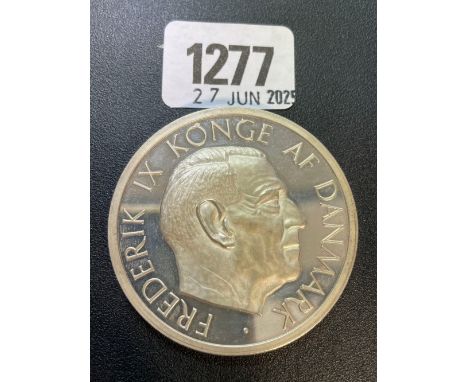 1277
27 JUN 2025
FREDERIK IX KONGE AF DANMARK